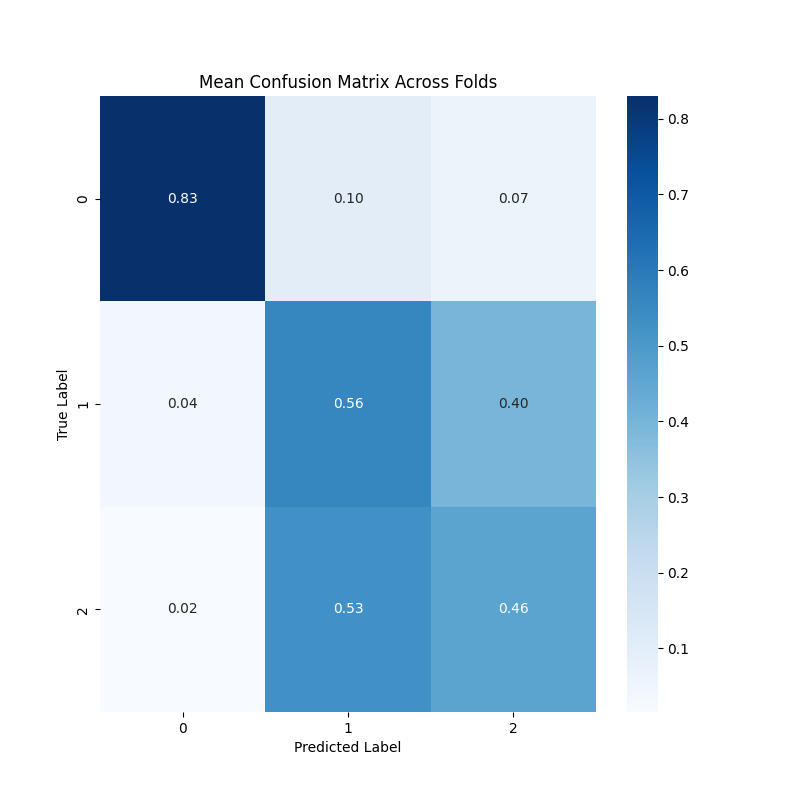 Mean Confusion Matrix Across Folds
0.83 0.10 0.07
0.04 0.56 0.40
0.02 0.53 0.46
0
1
2
True Label
0 1 2
Predicted Label
0.8
0.7
0.6
0.5
0.4
0.3
0.2
0.1